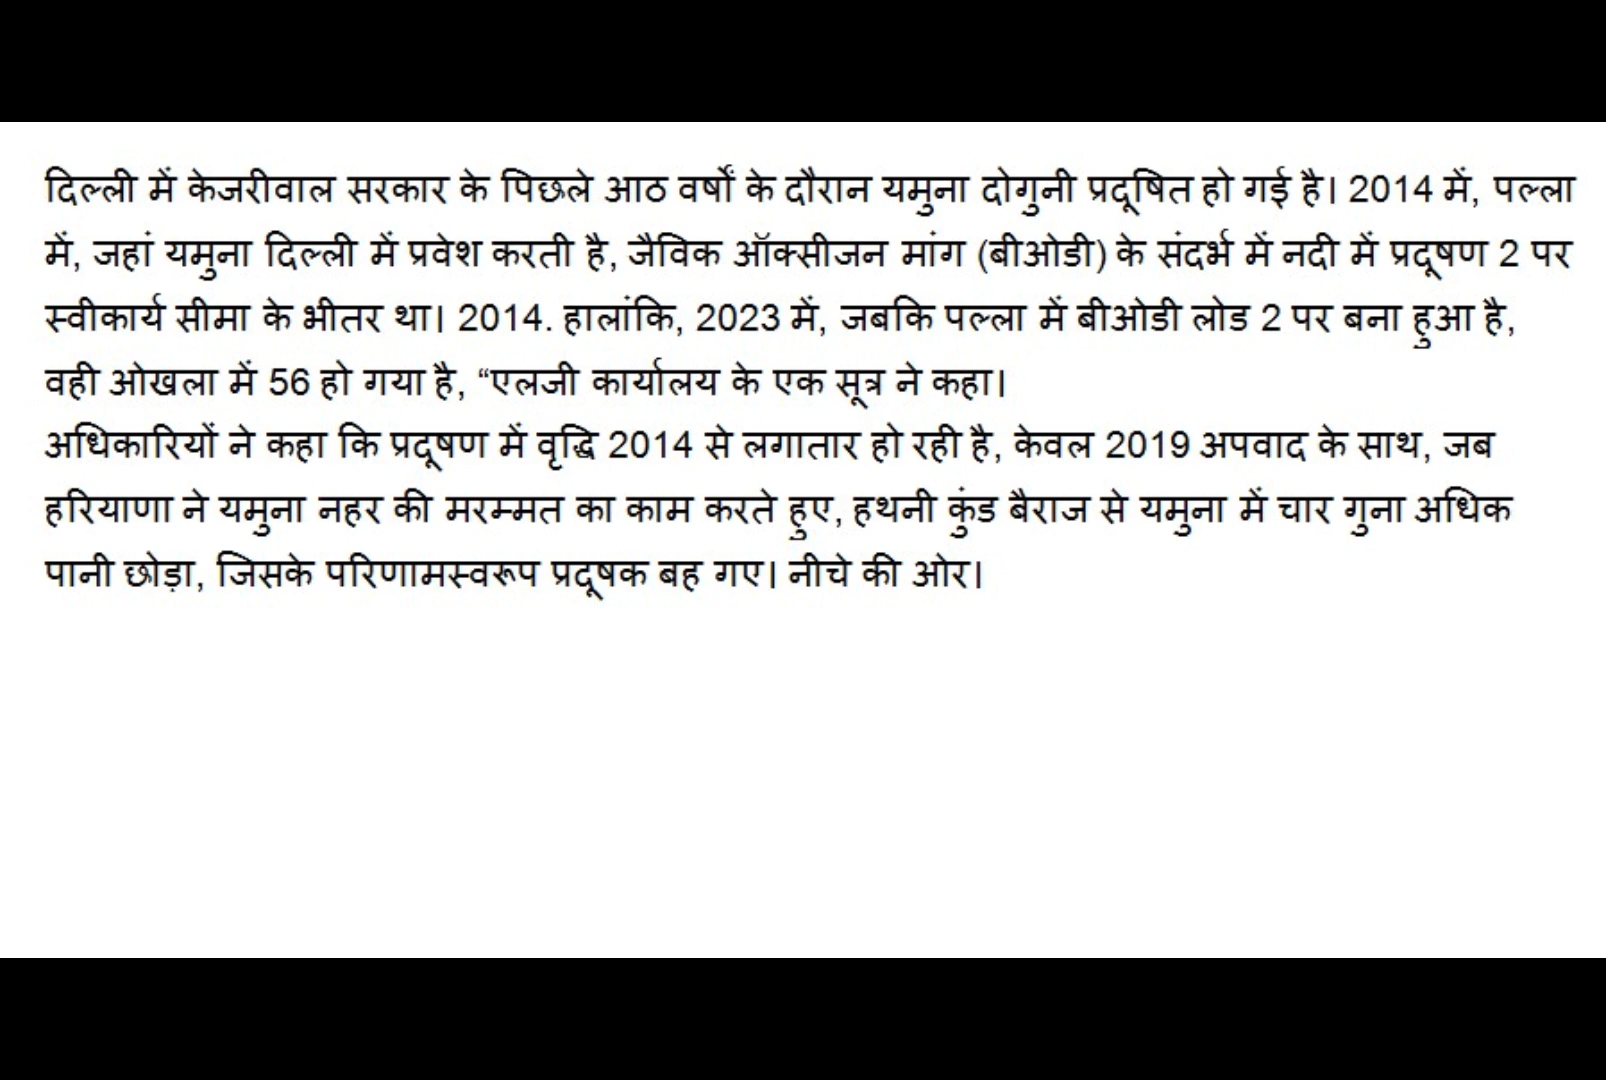 दिल्ली में केजरीवाल सरकार के पिछले आठ वर्षों के दौरान यमुना दोगुनी प्रदूषित हो गई है। 2014 में, पल्ला
में, जहां यमुना दिल्ली में प्रवेश करती है, जैविक ऑक्सीजन मांग (बीओडी) के संदर्भ में नदी में प्रदूषण 2 पर
स्वीकार्य सीमा के भीतर था। 2014. हालांकि, 2023 में, जबकि पल्ला में बीओडी लोड 2 पर बना हुआ है,
वही ओखला में 56 हो गया है, “एलजी कार्यालय के एक सूत्र ने कहा।
अधिकारियों ने कहा कि प्रदूषण में वृद्धि 2014 से लगातार हो रही है, केवल 2019 अपवाद के साथ, जब
हरियाणा ने यमुना नहर की मरम्मत का काम करते हुए, हथनी कुंड बैराज से यमुना में चार गुना अधिक
पानी छोड़ा, जिसके परिणामस्वरूप प्रदूषक बह गए। नीचे की ओर।